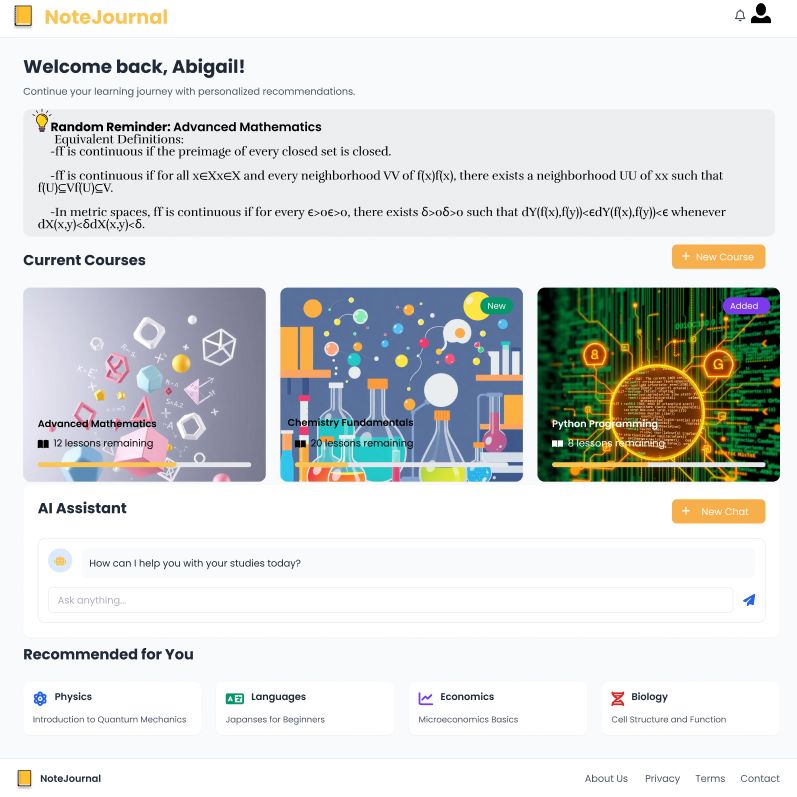 NoteJournal
Welcome back, Abigail!
Continue your learning journey with personalized recommendations.
Random Reminder: Advanced Mathematics
Equivalent Definitions:
-ff is continuous if the preimage of every closed set is closed.
-ff is continuous if for all x∈Xx∈X and every neighborhood VV of f(x)f(x), there exists a neighborhood UU of xx such that
f(U)⊆Vf(U)⊆V.
-In metric spaces, ff is continuous if for every ϵ>0ϵ>0, there exists δ>0δ>0 such that dY(f(x),f(y))<ϵdY(f(x),f(y))<ϵ whenever
dX(x,y)<δdX(x,y)<δ.
Current Courses
+ New Course
Advanced Mathematics
12 lessons remaining
New
Chemistry Fundamentals
20 lessons remaining
Added
8
G
Python Programming
8 lessons remaining
AI Assistant
+ New Chat
How can I help you with your studies today?
Ask anything...
Recommended for You
Physics
Introduction to Quantum Mechanics
Languages
Japanses for Beginners
Economics
Microeconomics Basics
Biology
Cell Structure and Function
NoteJournal
About Us Privacy Terms Contact